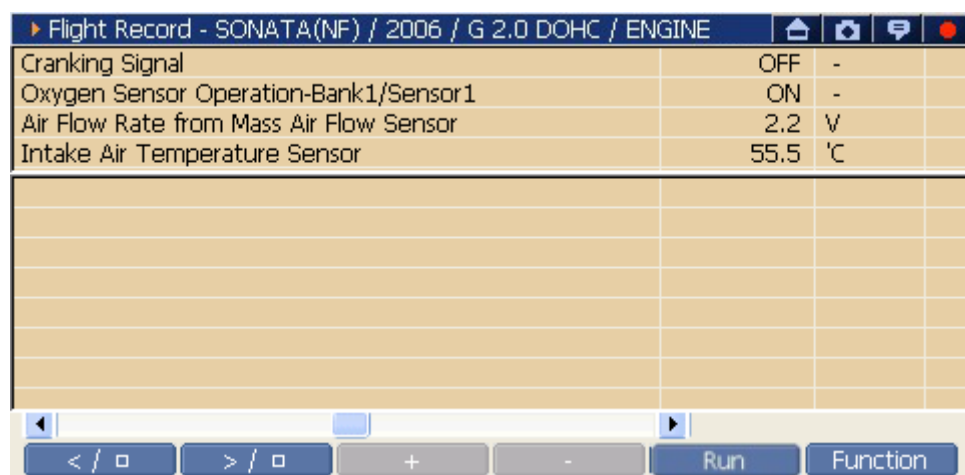 Flight Record - SONATA(NF) / 2006 / G 2.0 DOHC / ENGINE
Cranking Signal OFF -
Oxygen Sensor Operation-Bank1/Sensor1 ON -
Air Flow Rate from Mass Air Flow Sensor 2.2 V
Intake Air Temperature Sensor 55.5 'C
< / □ > / □ + - Run Function